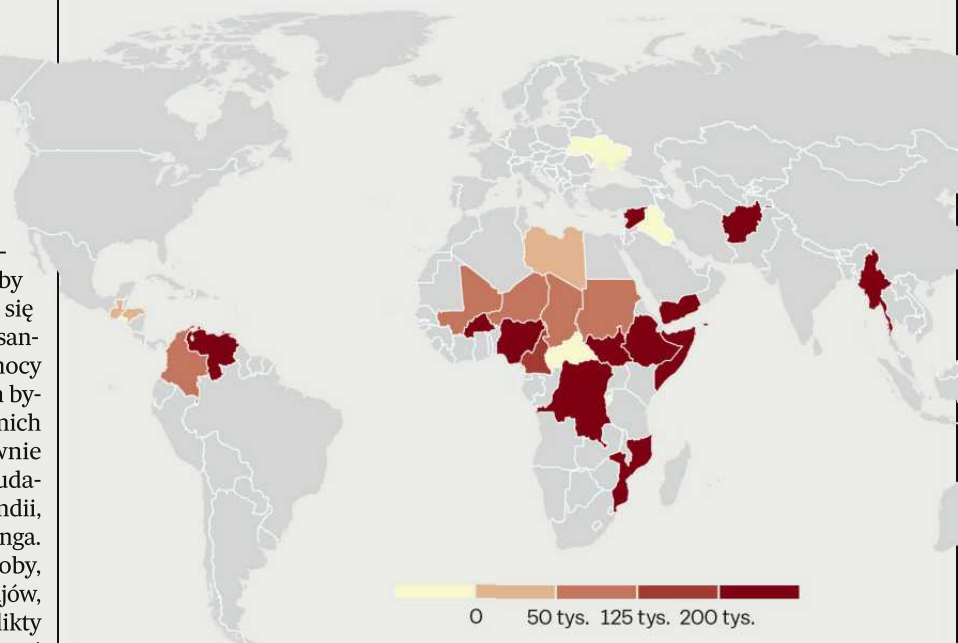 by
się
san-
nocy
n by-
nich
wnie
uda-
ndii,
nga.
oby,
jów,
likty
0 50 tys. 125 tys. 200 tys.